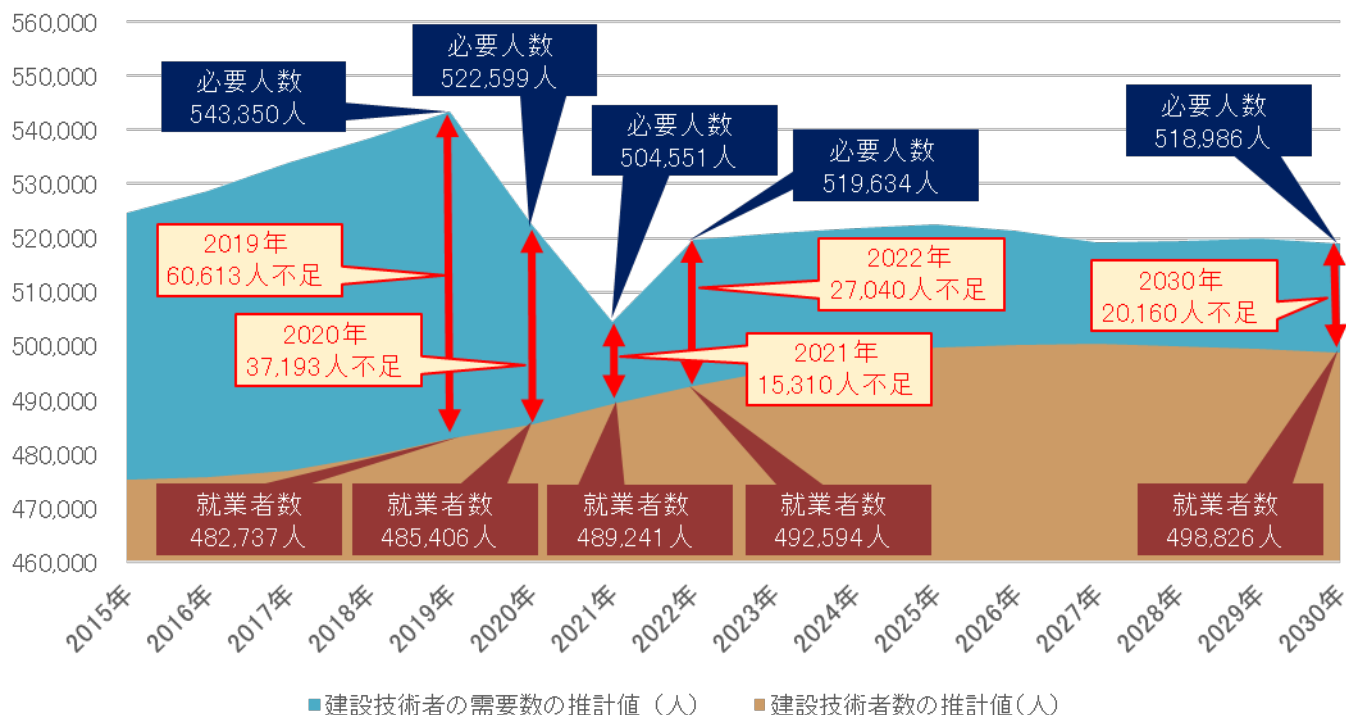 560,000
550,000
540,000
530,000
520,000
510,000
500,000
490,000
480,000
470,000
460,000
必要人数
543,350人
必要人数
522,599人
必要人数
504,551人
必要人数
519,634人
必要人数
518,986人
2019年
60,613人不足
2020年
37,193人不足
2021年
15,310人不足
2022年
27,040人不足
2030年
20,160人不足
就業者数
482,737人
就業者数
485,406人
就業者数
489,241人
就業者数
492,594人
就業者数
498,826人
2015年
2016年
2017年
2018年
2019年
2020年
2021年
2022年
2023年
2024年
2025年
2026年
2027年
2028年
2029年
2030年
建設技術者の需要数の推計値（人）
建設技術者数の推計値(人)